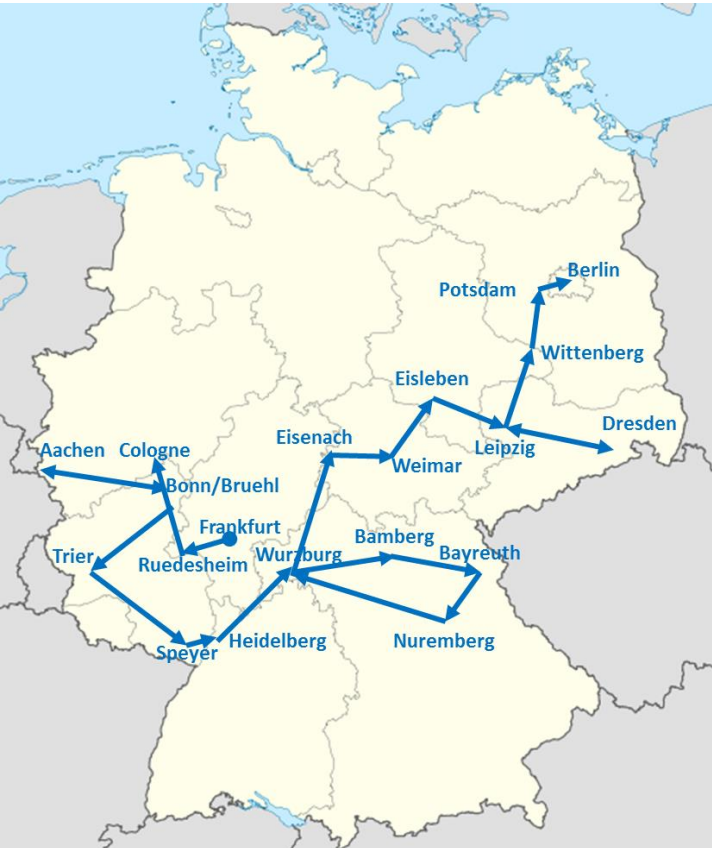 Berlin
Potsdam
Wittenberg
Eisleben
Dresden
Eisenach
Leipzig
Aachen
Cologne
Weimar
Bonn/Bruehl
Frankfurt
Bamberg
Trier
Ruedesheim
Wurzburg
Bayreuth
Speyer
Heidelberg
Nuremberg